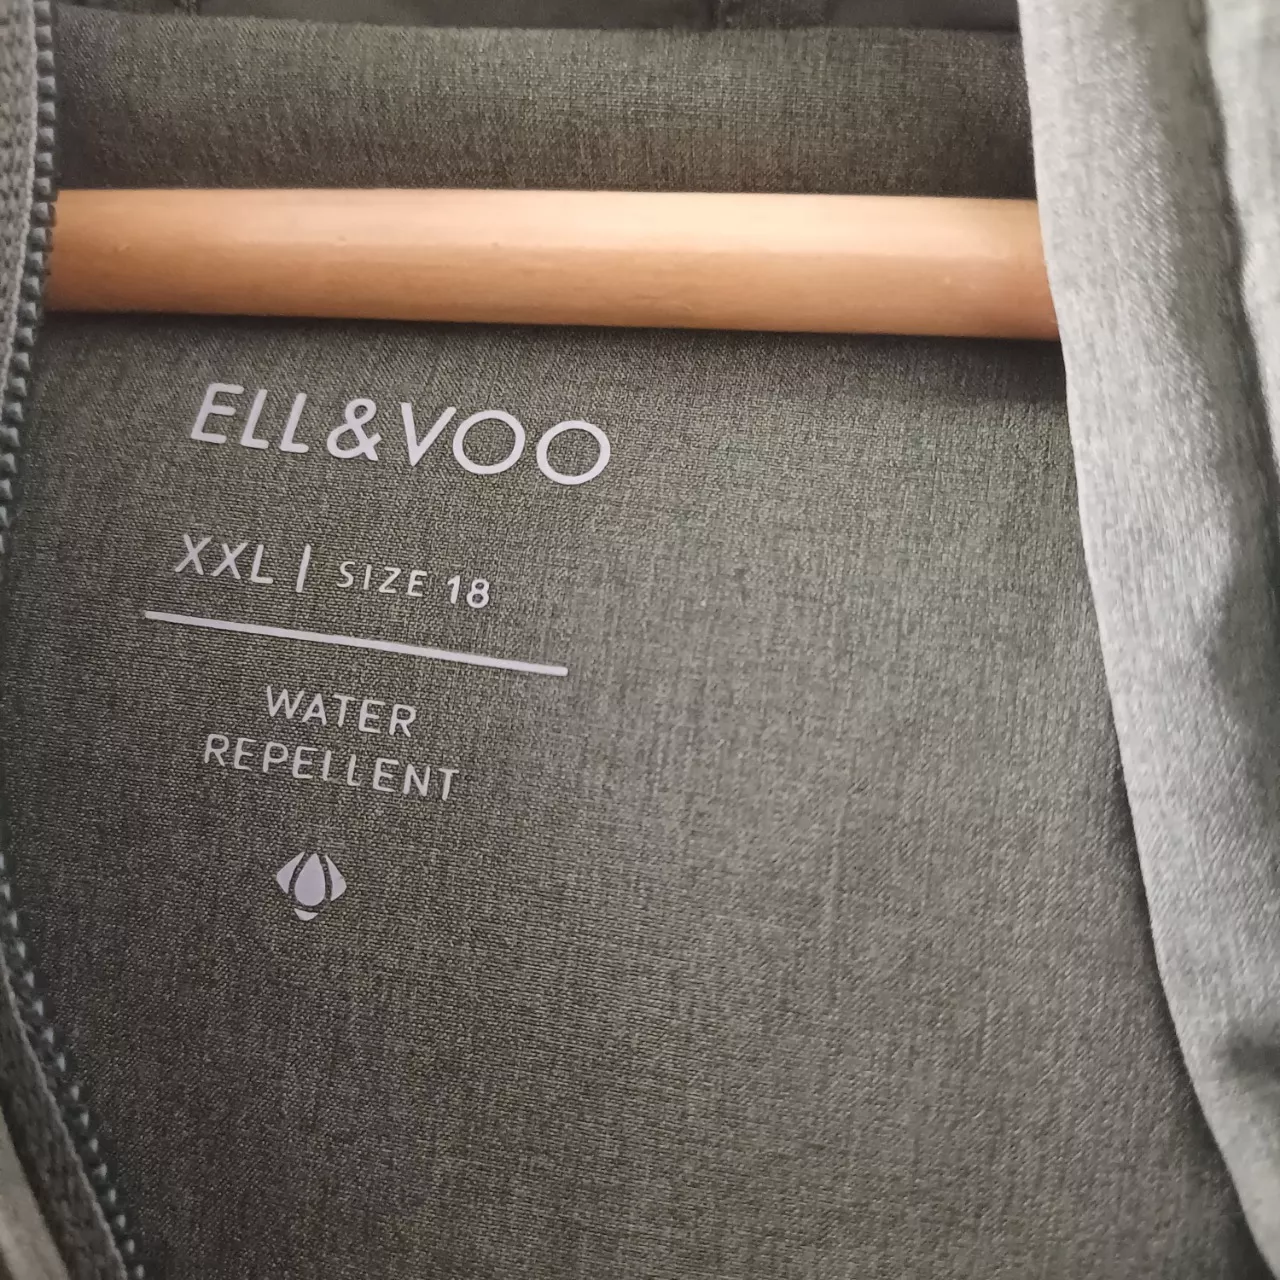 ELL&VOO
XXL | SIZE 18
WATER
REPELLENT